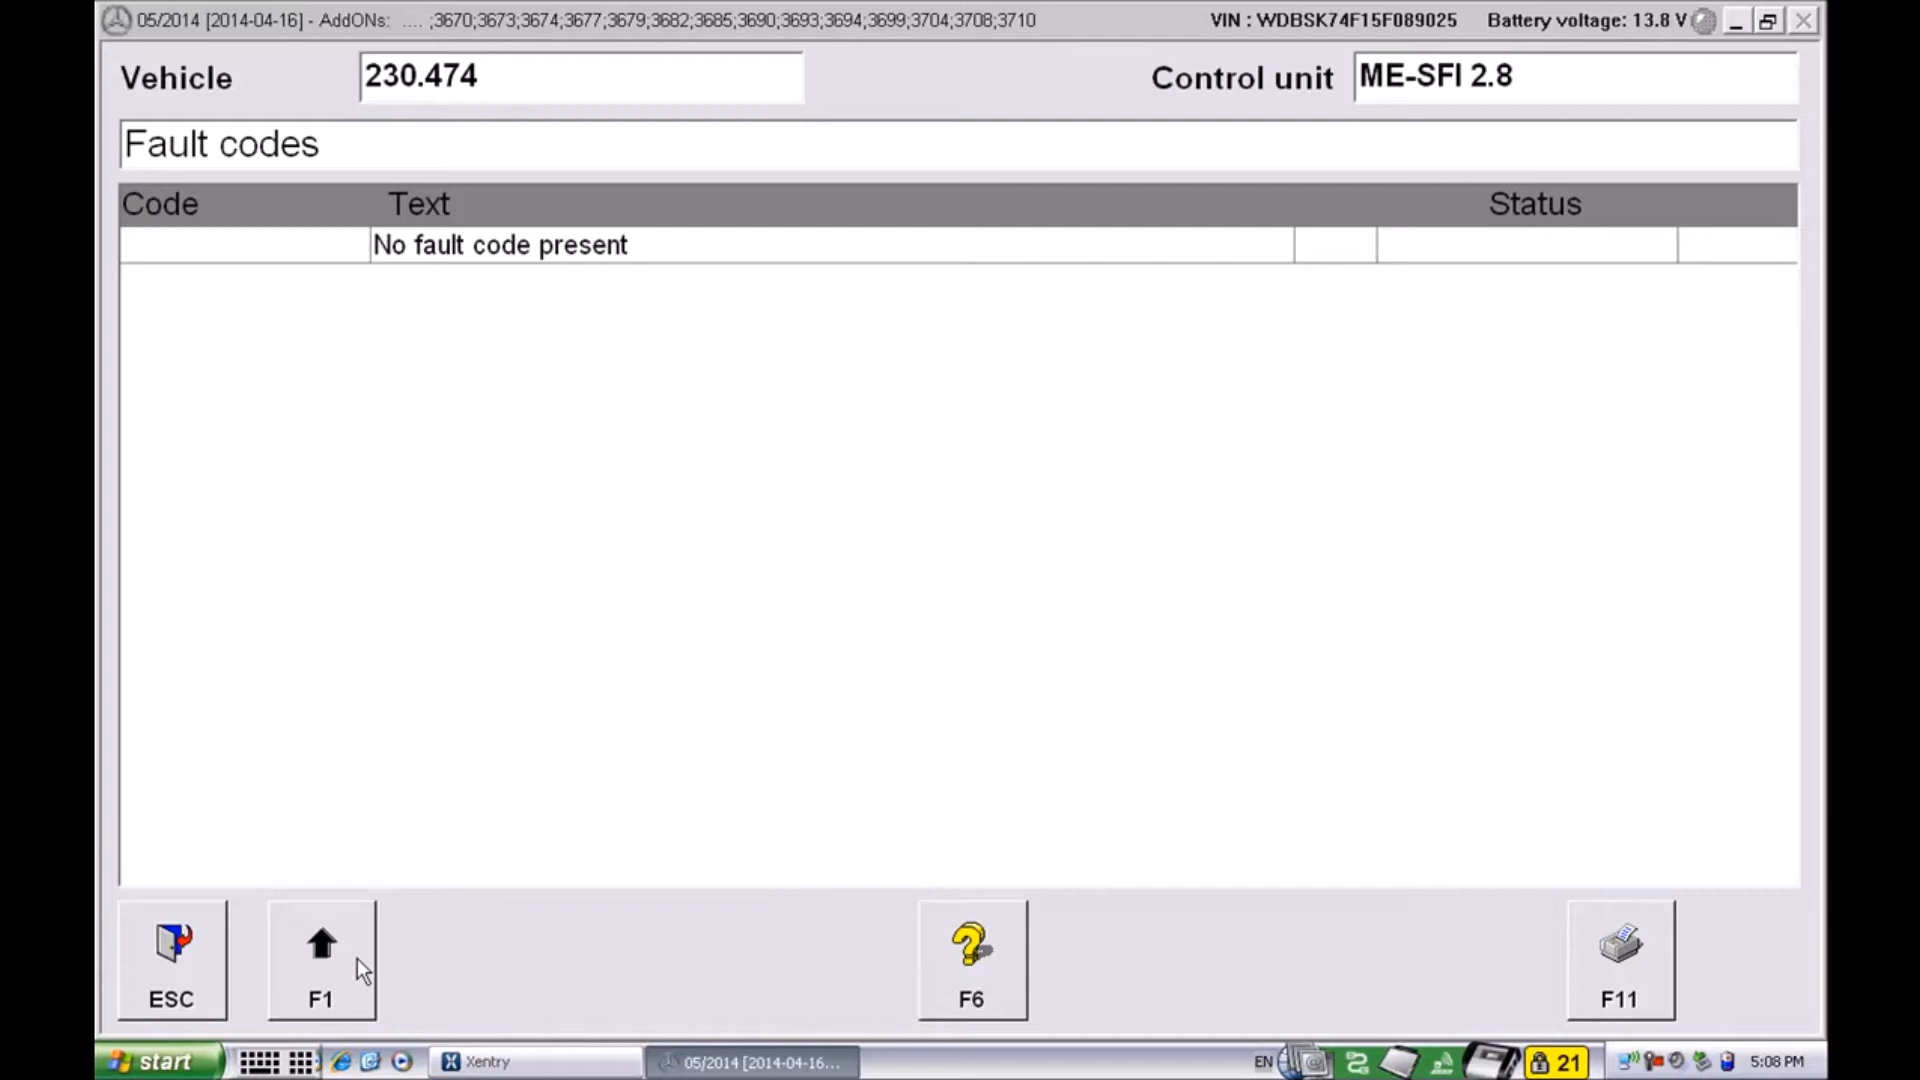 05/2014 [2014-04-16] - AddONs: .... ;3670;3673;3674;3677;3679;3682;3685;3690;3693;3694;3699;3704;3708;3710 VIN : WDBSK74F15F089025 Battery voltage: 13.8 V
Vehicle 230.474 Control unit ME-SFI 2.8
Fault codes
Code Text Status
No fault code present
ESC F1 F6 F11
start Xentry 05/2014 [2014-04-16... EN 21 5:08 PM